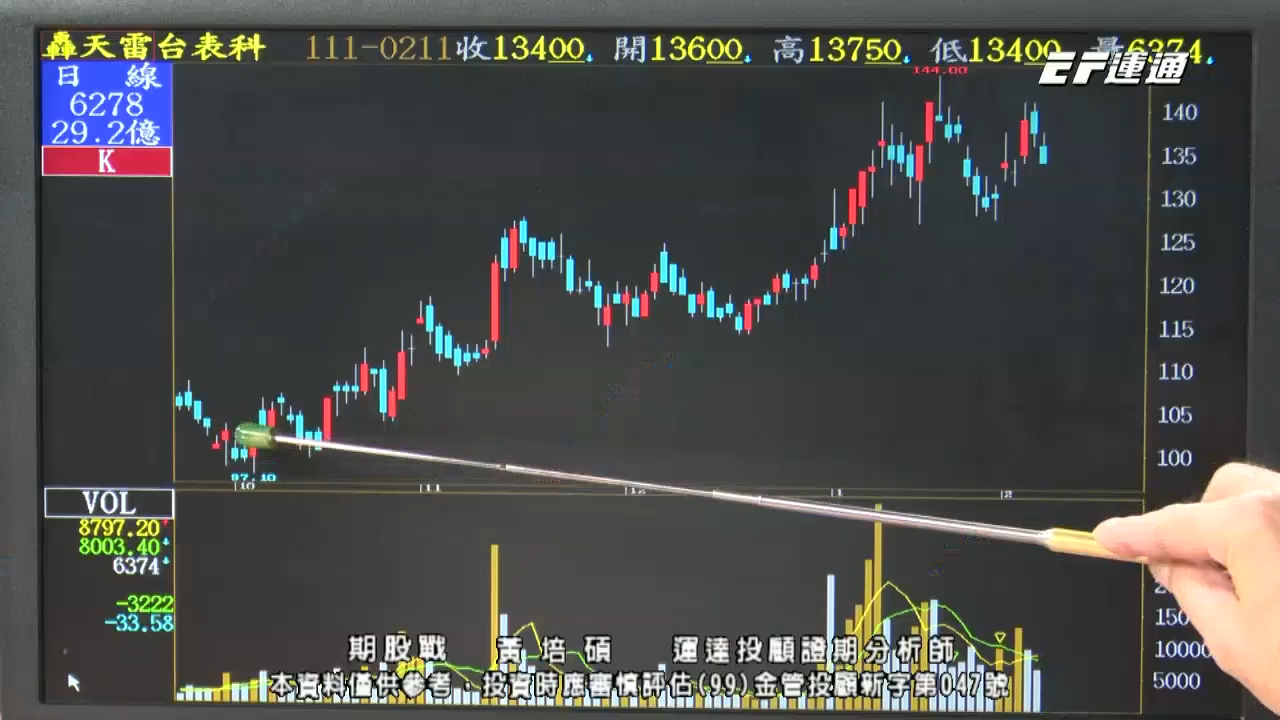 轟天雷台表科 111-0211收13400 開13600 高13750 低13400 量6374
EF運通
日 線
6278
29.2億
K
144.00
140
135
130
125
120
115
110
105
100
97.10
10 11 12 1 2
VOL
8797.20
8003.40
6374
-3222
-33.58
10000
5000
期股戰 黃培碩 運達投顧證期分析師
本資料僅供參考，投資時應審慎評估(99)金管投顧新字第047號